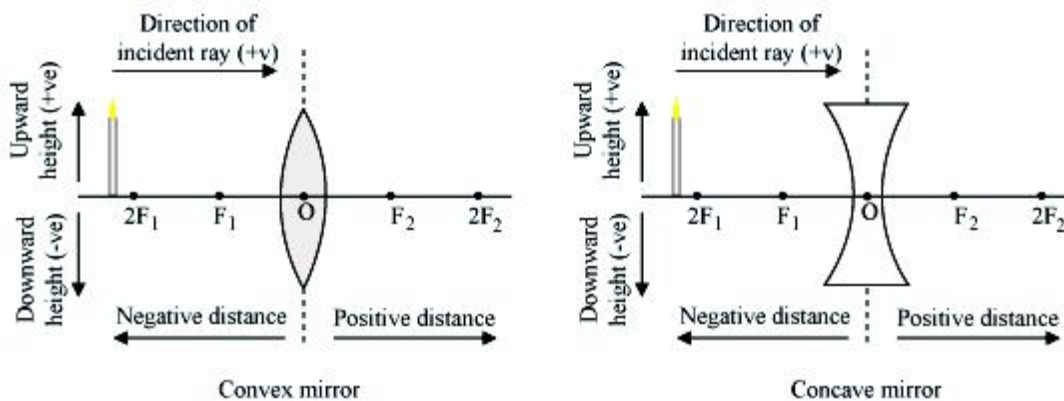 Direction of
incident ray (+v)
Upward
height (+ve)
Downward
height (-ve)
2F1
F1
O
F2
2F2
Negative distance
Positive distance
Convex mirror
Direction of
incident ray (+v)
Upward
height (+ve)
Downward
height (-ve)
2F1
F1
O
F2
2F2
Negative distance
Positive distance
Concave mirror